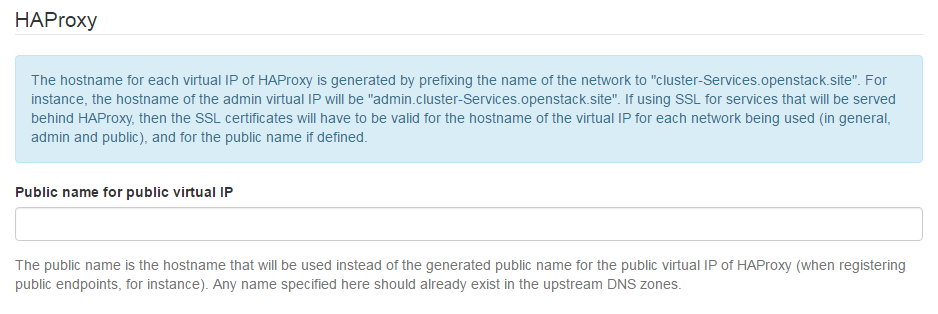 HAProxy
The hostname for each virtual IP of HAProxy is generated by prefixing the name of the network to "cluster-Services.openstack.site". For
instance, the hostname of the admin virtual IP will be "admin.cluster-Services.openstack.site". If using SSL for services that will be served
behind HAProxy, then the SSL certificates will have to be valid for the hostname of the virtual IP for each network being used (in general,
admin and public), and for the public name if defined.
Public name for public virtual IP
The public name is the hostname that will be used instead of the generated public name for the public virtual IP of HAProxy (when registering
public endpoints, for instance). Any name specified here should already exist in the upstream DNS zones.